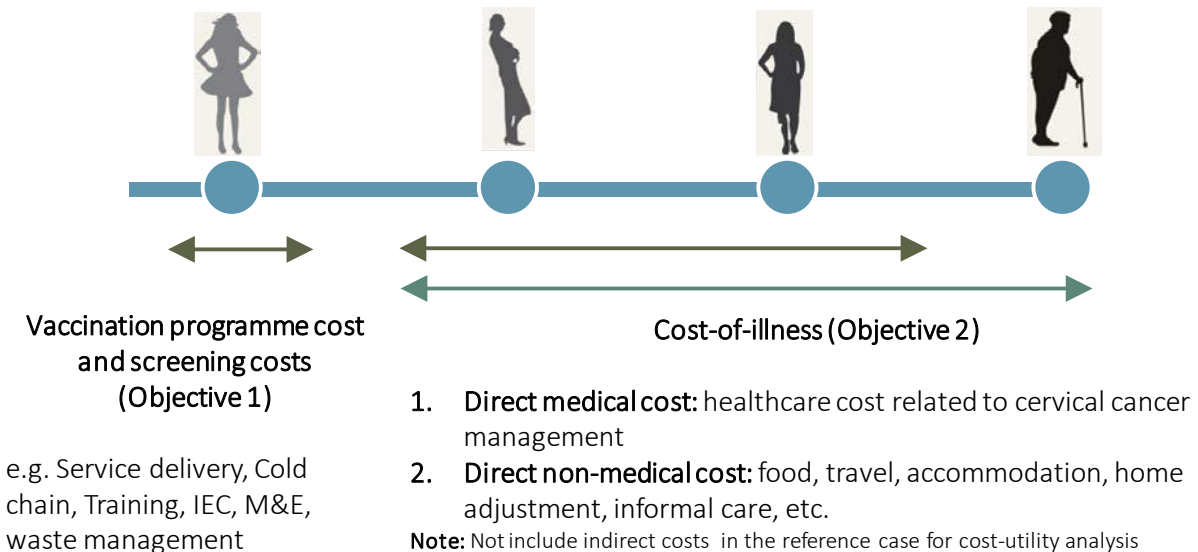 Vaccination programme cost
and screening costs
(Objective 1)
e.g. Service delivery, Cold
chain, Training, IEC, M&E,
waste management
Cost-of-illness (Objective 2)
1. Direct medical cost: healthcare cost related to cervical cancer
management
2. Direct non-medical cost: food, travel, accommodation, home
adjustment, informal care, etc.
Note: Not include indirect costs in the reference case for cost-utility analysis